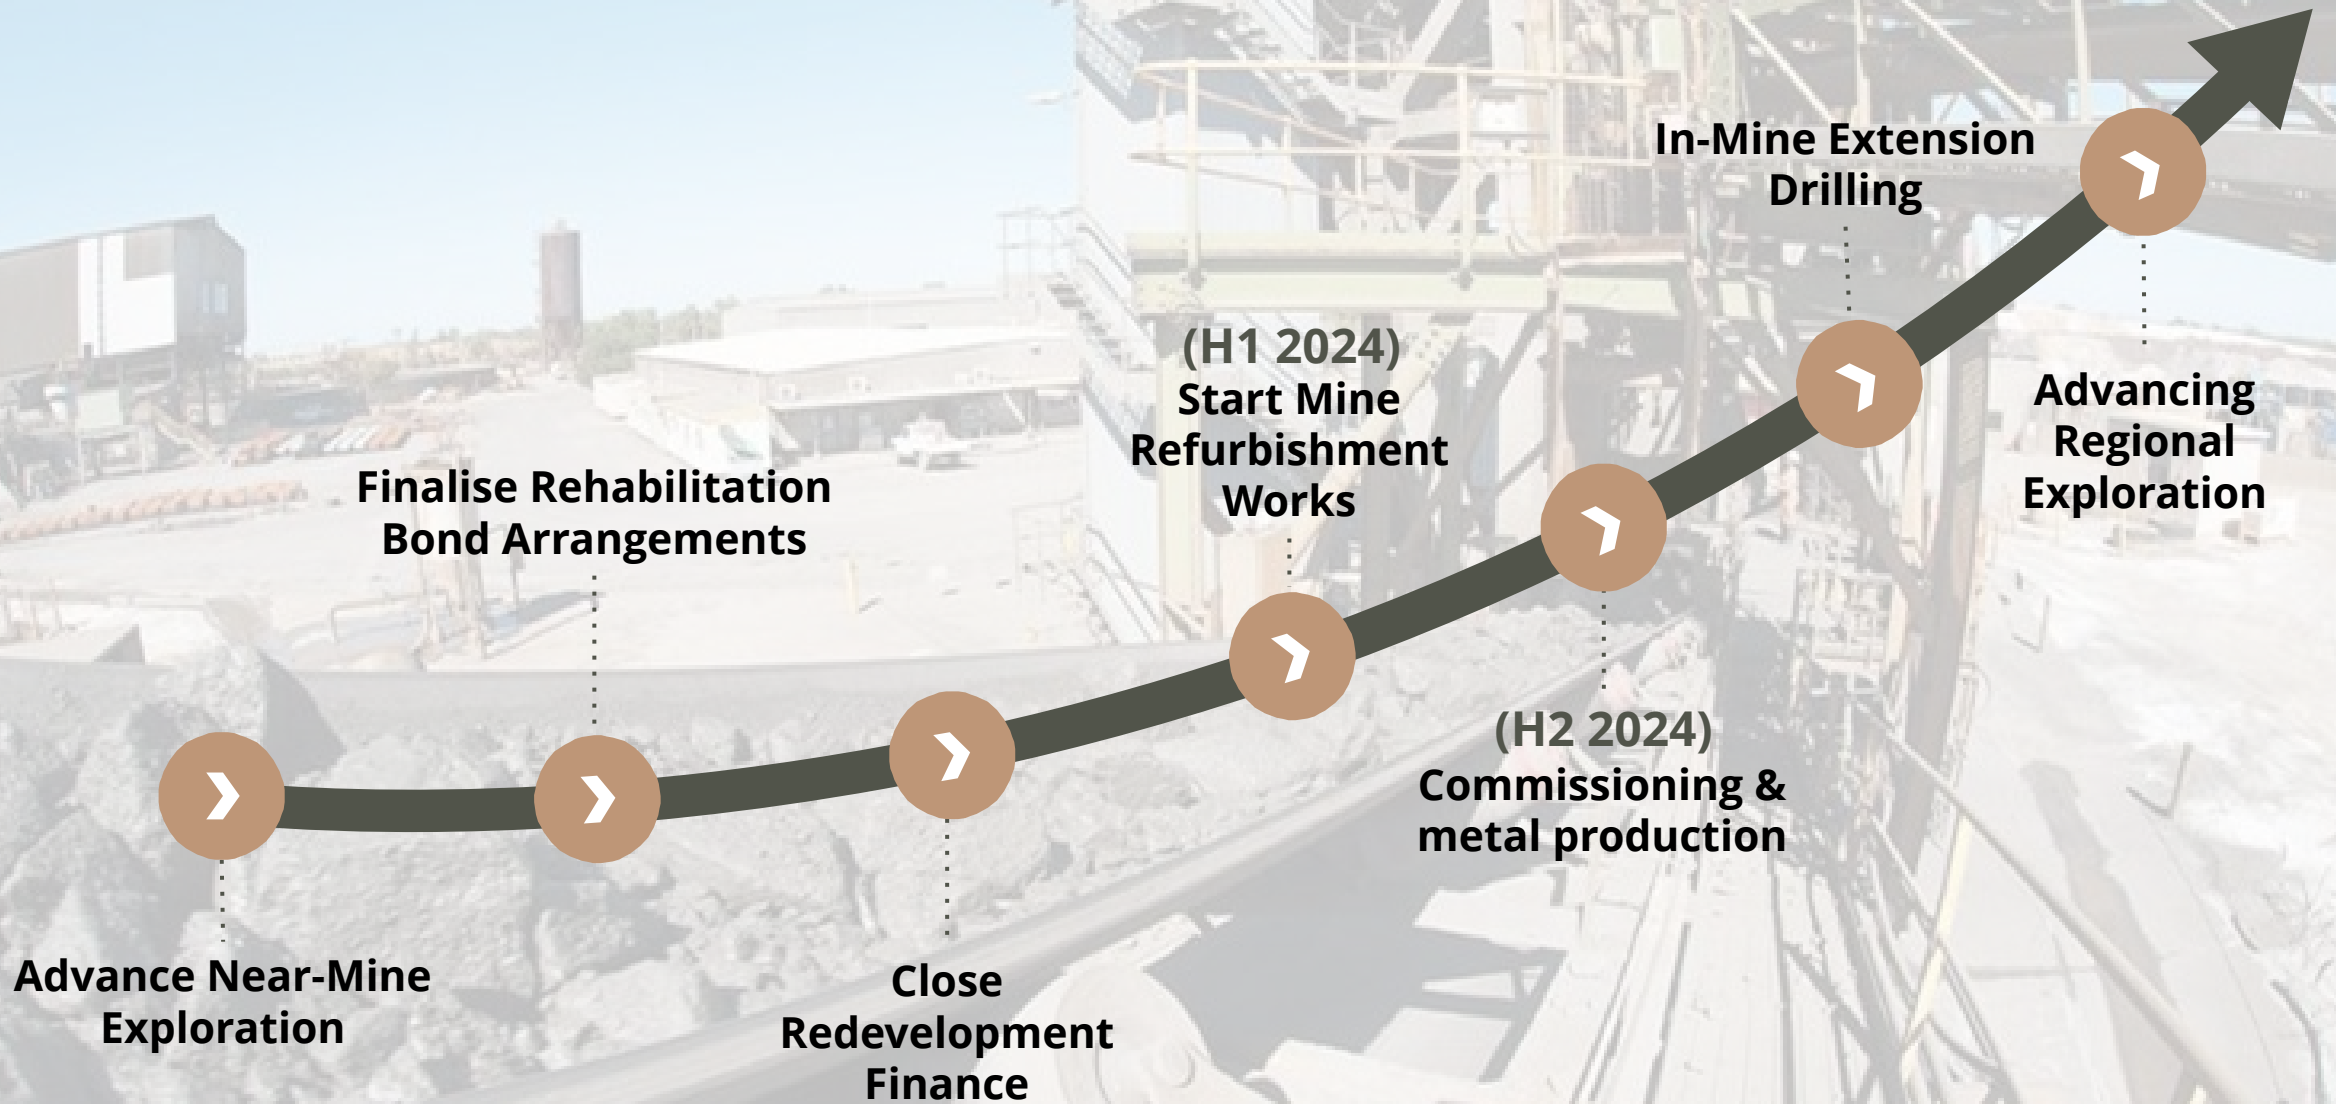 Advance Near-Mine
Exploration
Finalise Rehabilitation
Bond Arrangements
Close
Redevelopment
Finance
(H1 2024)
Start Mine
Refurbishment
Works
(H2 2024)
Commissioning &
metal production
In-Mine Extension
Drilling
Advancing
Regional
Exploration